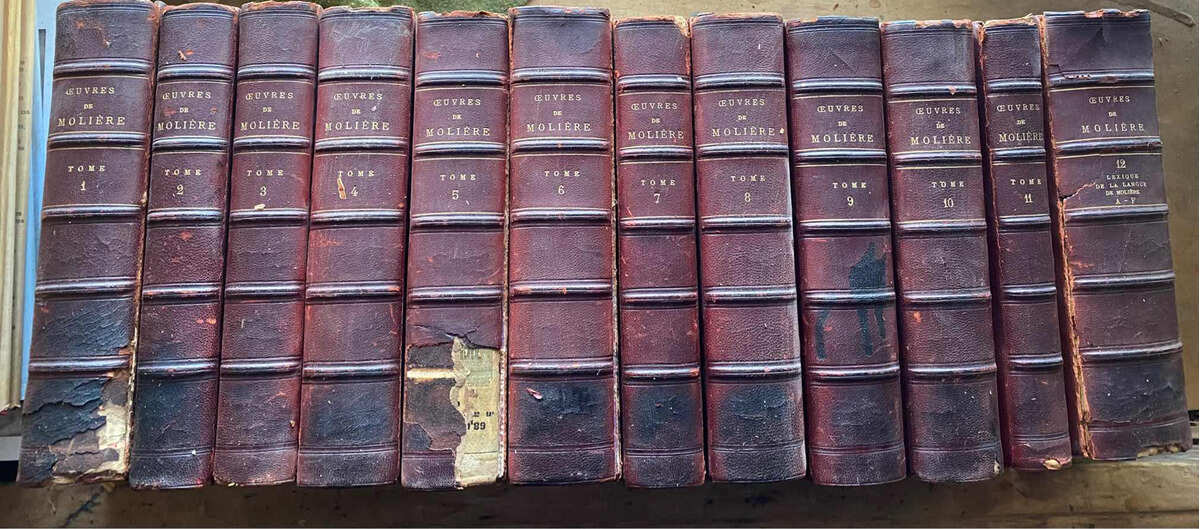 ŒUVRES
DE
MOLIÈRE
TOME
1
ŒUVRES
DE
MOLIÈRE
TOME
2
ŒUVRES
DE
MOLIÈRE
TOME
3
ŒUVRES
DE
MOLIÈRE
TOME
4
ŒUVRES
DE
MOLIÈRE
TOME
5
ŒUVRES
DE
MOLIÈRE
TOME
6
ŒUVRES
DE
MOLIÈRE
TOME
7
ŒUVRES
DE
MOLIÈRE
TOME
8
ŒUVRES
DE
MOLIÈRE
TOME
9
ŒUVRES
DE
MOLIÈRE
TOME
10
ŒUVRES
DE
MOLIÈRE
TOME
11
ŒUVRES
DE
MOLIÈRE
12
LEXIQUE
DE LA LANGUE
DE MOLIÈRE
A - F